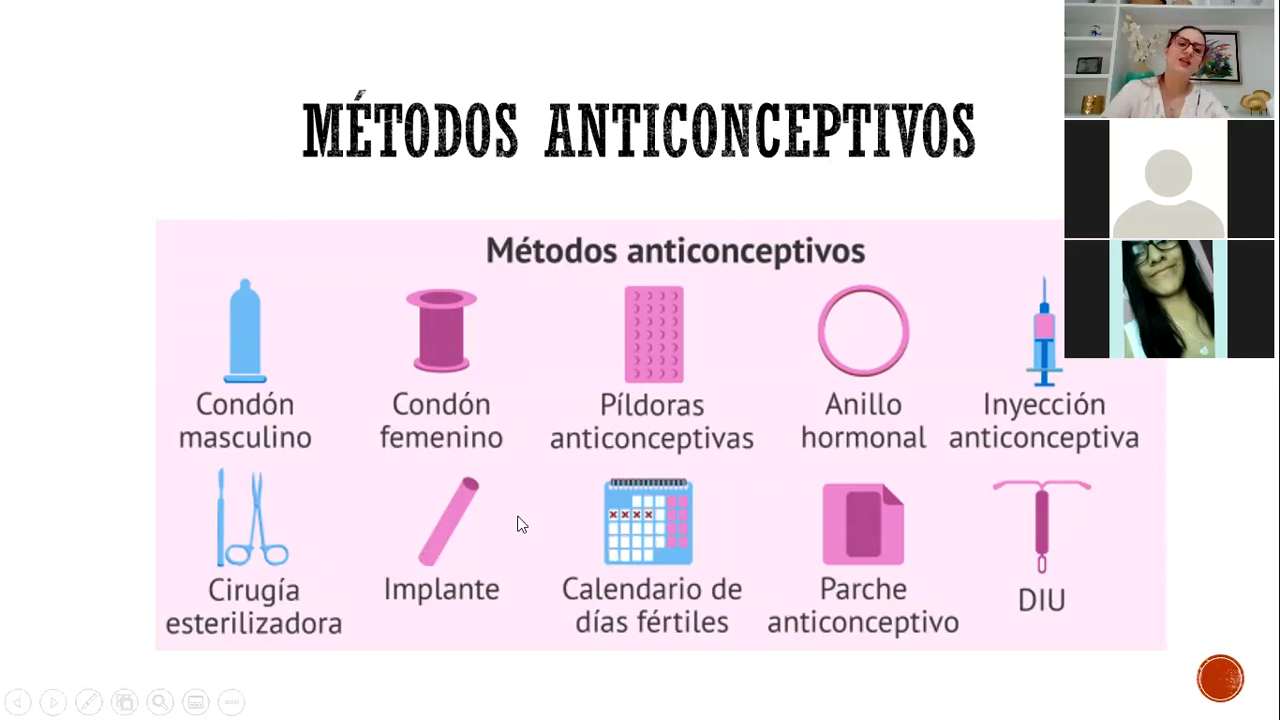 MÉTODOS ANTICONCEPTIVOS
Métodos anticonceptivos
Condón
masculino
Condón
femenino
Píldoras
anticonceptivas
Anillo
hormonal
Inyección
anticonceptiva
Cirugía
esterilizadora
Implante
Calendario de
días fértiles
Parche
anticonceptivo
DIU